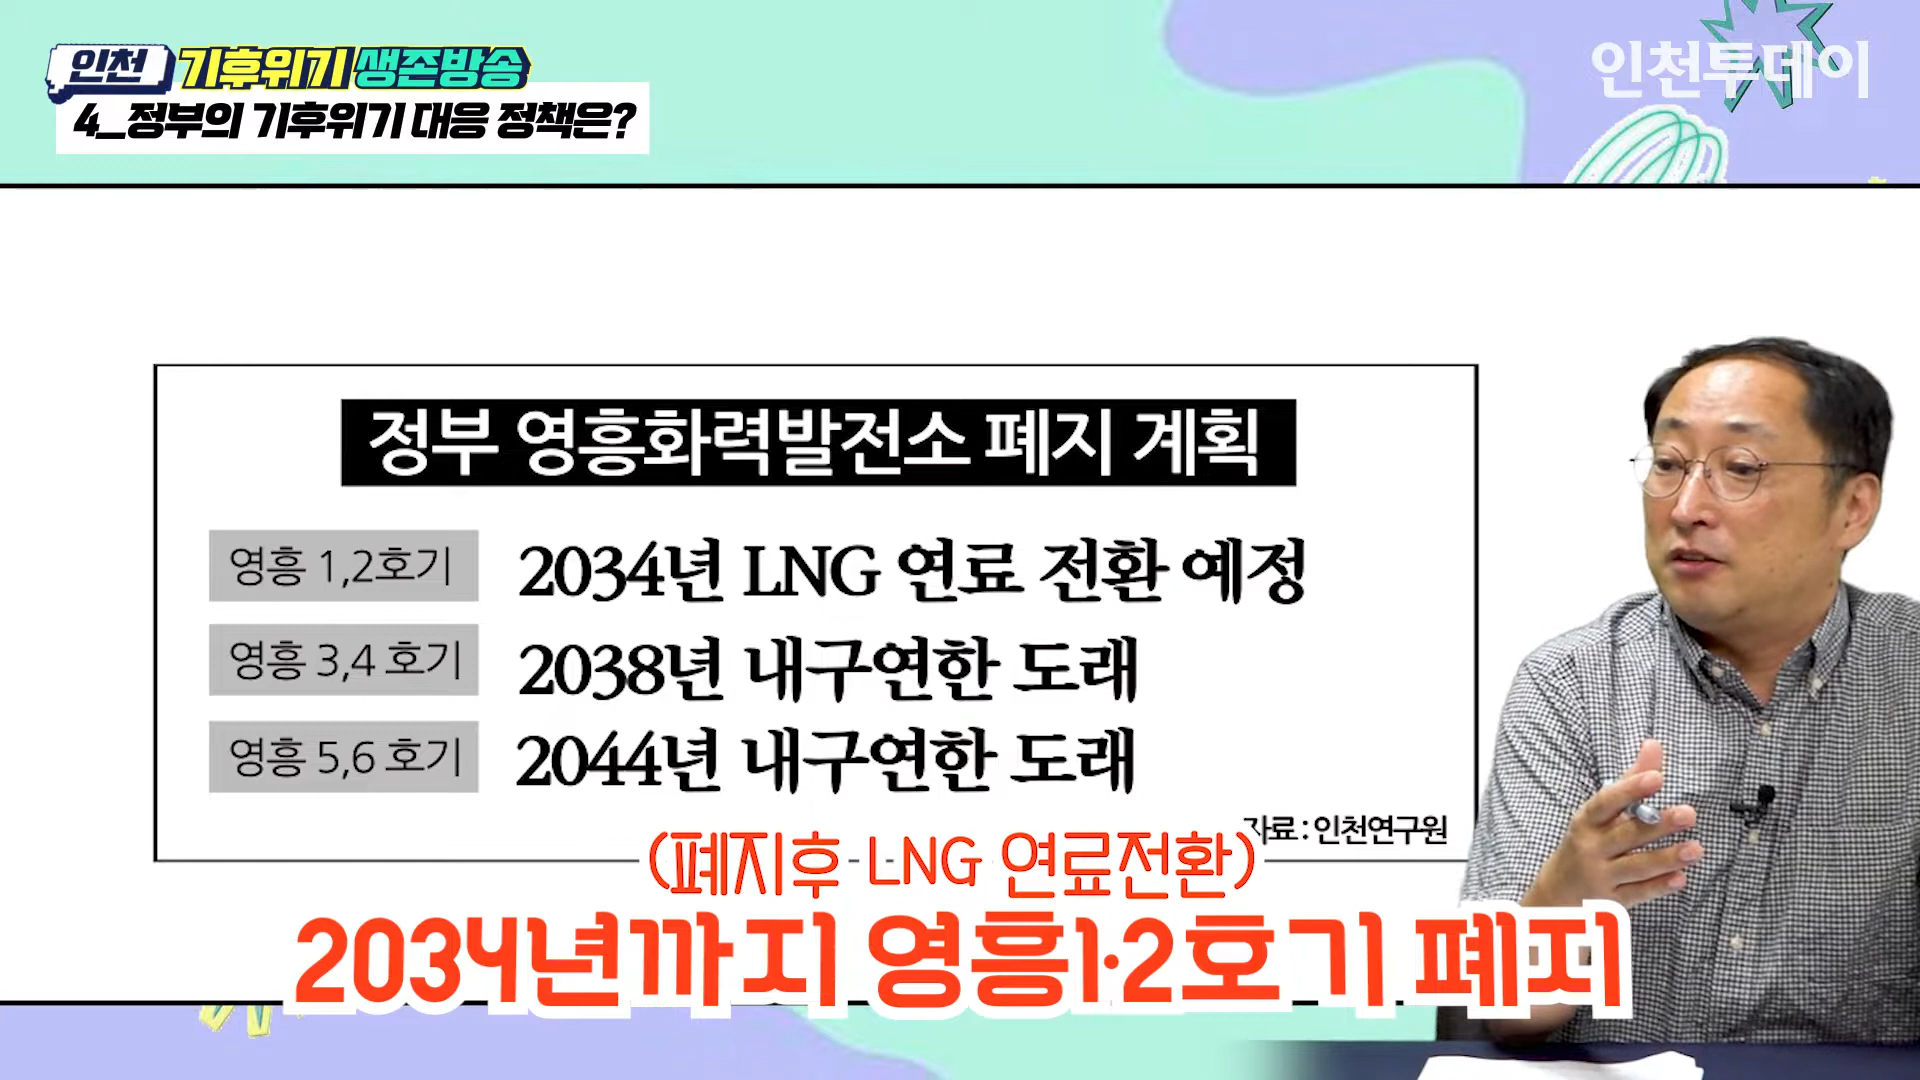 인천 기후위기 생존방송
인천투데이
4_정부의 기후위기 대응 정책은?
정부 영흥화력발전소 폐지 계획
영흥 1,2호기 2034년 LNG 연료 전환 예정
영흥 3,4 호기 2038년 내구연한 도래
영흥 5,6 호기 2044년 내구연한 도래
자료 : 인천연구원
(폐지후 LNG 연료전환)
2034년까지 영흥1·2호기 폐지